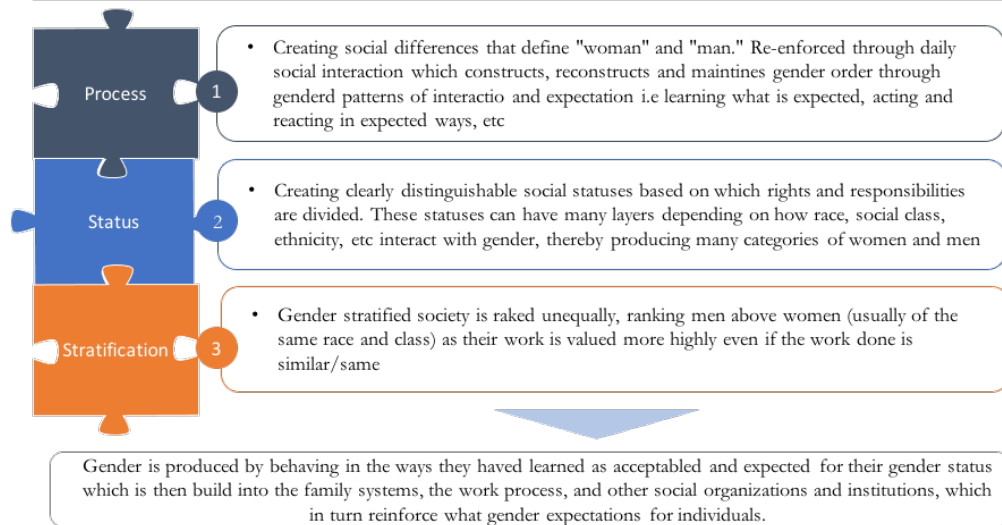 Process
1
• Creating social differences that define "woman" and "man." Re-enforced through daily
social interaction which constructs, reconstructs and maintines gender order through
genderd patterns of interactio and expectation i.e learning what is expected, acting and
reacting in expected ways, etc
Status
2
• Creating clearly distinguishable social statuses based on which rights and responsibilities
are divided. These statuses can have many layers depending on how race, social class,
ethnicity, etc interact with gender, thereby producing many categories of women and men
Stratification
3
• Gender stratified society is raked unequally, ranking men above women (usually of the
same race and class) as their work is valued more highly even if the work done is
similar/same
Gender is produced by behaving in the ways they haved learned as acceptabled and expected for their gender status
which is then build into the family systems, the work process, and other social organizations and institutions, which
in turn reinforce what gender expectations for individuals.